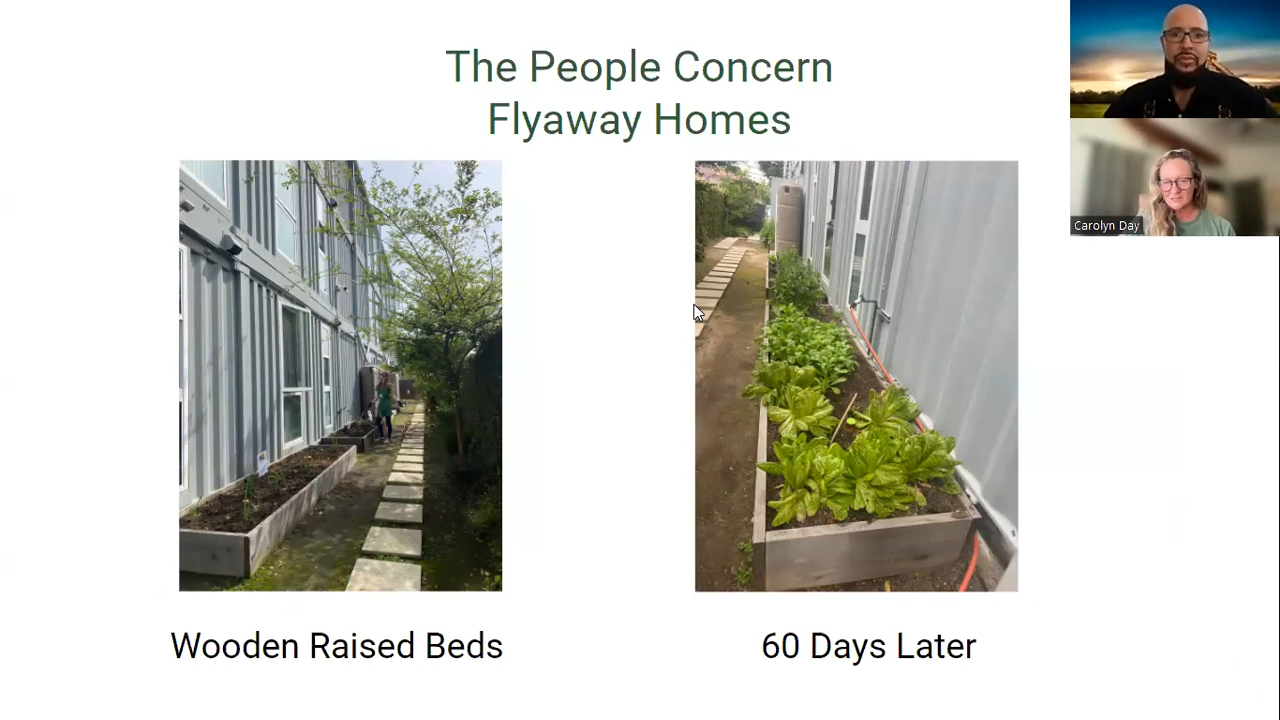 The People Concern
Flyaway Homes
Carolyn Day
Wooden Raised Beds
60 Days Later